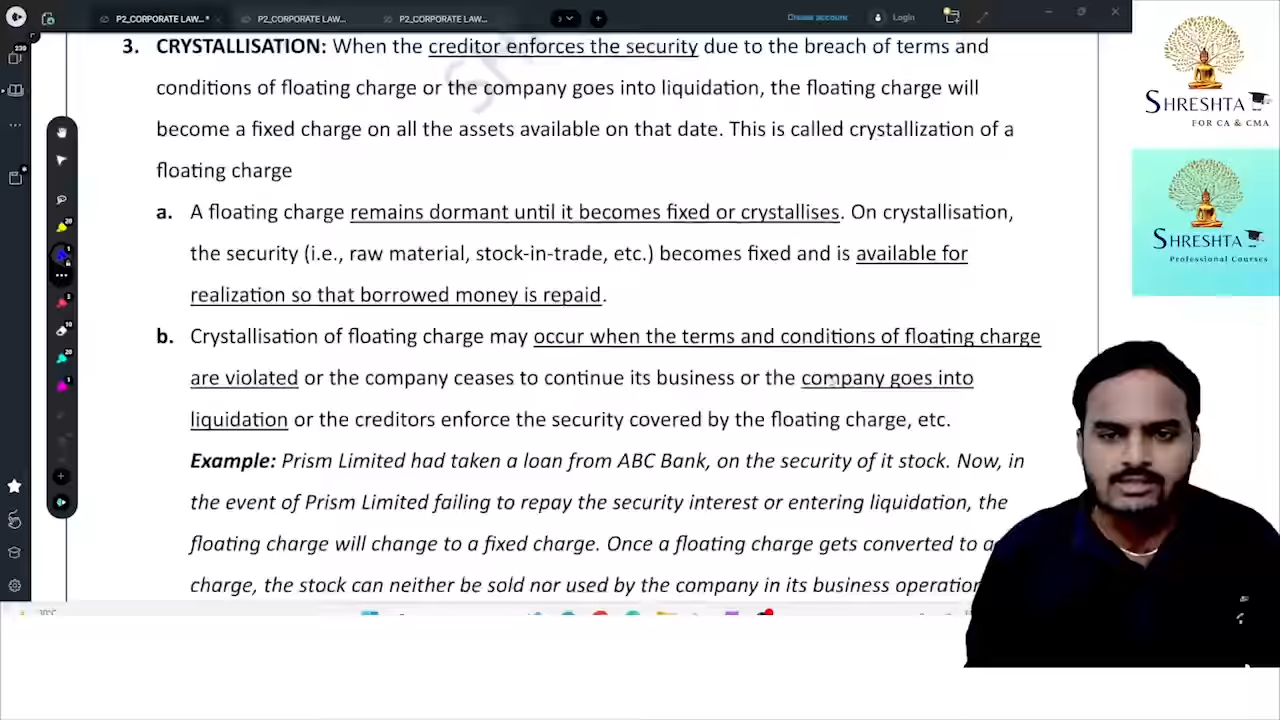 P2_CORPORATE LAW...*
P2_CORPORATE LAW...
P2_CORPORATE LAW...
Create account
Login
239
3. CRYSTALLISATION: When the creditor enforces the security due to the breach of terms and
conditions of floating charge or the company goes into liquidation, the floating charge will
become a fixed charge on all the assets available on that date. This is called crystallization of a
floating charge
a. A floating charge remains dormant until it becomes fixed or crystallises. On crystallisation,
the security (i.e., raw material, stock-in-trade, etc.) becomes fixed and is available for
realization so that borrowed money is repaid.
b. Crystallisation of floating charge may occur when the terms and conditions of floating charge
are violated or the company ceases to continue its business or the company goes into
liquidation or the creditors enforce the security covered by the floating charge, etc.
Example: Prism Limited had taken a loan from ABC Bank, on the security of it stock. Now, in
the event of Prism Limited failing to repay the security interest or entering liquidation, the
floating charge will change to a fixed charge. Once a floating charge gets converted to a
charge, the stock can neither be sold nor used by the company in its business
SHRESHTA
FOR CA & CMA
SHRESHTA
Professional Courses